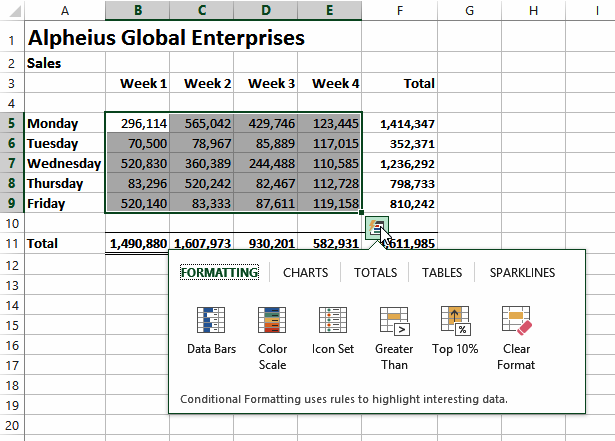 A B C D E F G H I
1 Alpheius Global Enterprises
2 Sales
3 Week 1 Week 2 Week 3 Week 4 Total
4
5 Monday 296,114 565,042 429,746 123,445 1,414,347
6 Tuesday 70,500 78,967 85,889 117,015 352,371
7 Wednesday 520,830 360,389 244,488 110,585 1,236,292
8 Thursday 83,296 520,242 82,467 112,728 798,733
9 Friday 520,140 83,333 87,611 119,158 810,242
10
11 Total 1,490,880 1,607,973 930,201 582,931 611,985
12
FORMATTING CHARTS TOTALS TABLES SPARKLINES
13
14
15
16
Data Bars Color Scale Icon Set Greater Than Top 10% Clear Format
17
18
19
Conditional Formatting uses rules to highlight interesting data.
20